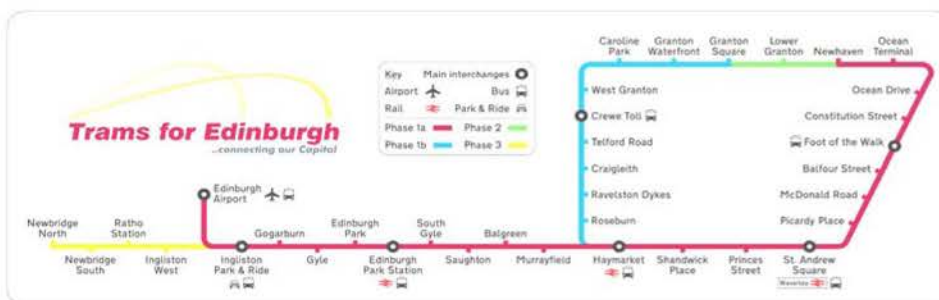 Trams for Edinburgh
...connecting our Capital
Key Main interchanges
Airport Bus
Rail Park & Ride
Phase 1a Phase 2
Phase 1b Phase 3
Newbridge
North
Newbridge
South
Ratho
Station
Ingliston
West
Edinburgh
Airport
Ingliston
Park & Ride
Gogarburn
Gyle
Edinburgh
Park
Edinburgh
Park Station
South
Gyle
Saughton
Balgreen
Murrayfield
Haymarket
Shandwick
Place
Princes
Street
St. Andrew
Square
Waverley
Caroline
Park
Granton
Waterfront
Granton
Square
Lower
Granton
Newhaven
Ocean
Terminal
West Granton
Crewe Toll
Telford Road
Craigleith
Ravelston Dykes
Roseburn
Ocean Drive
Constitution Street
Foot of the Walk
Balfour Street
McDonald Road
Picardy Place